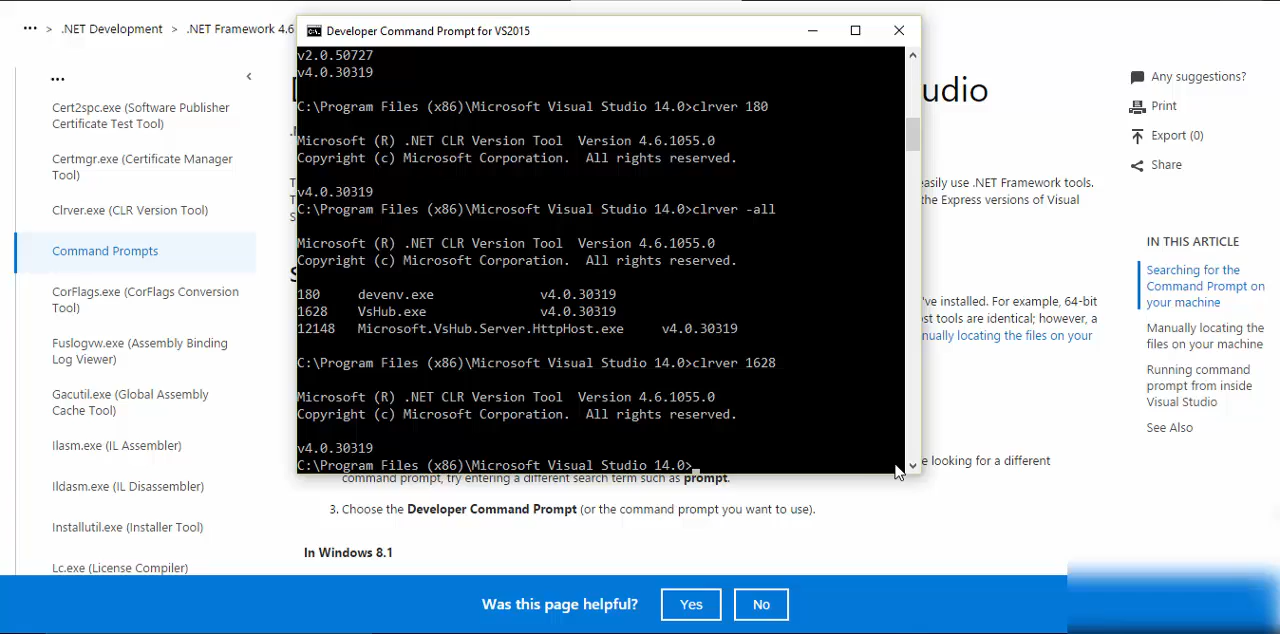 ... > .NET Development > .NET Framework 4.6
Developer Command Prompt for VS2015
...
Cert2spc.exe (Software Publisher
Certificate Test Tool)
Certmgr.exe (Certificate Manager
Tool)
Clrver.exe (CLR Version Tool)
Command Prompts
CorFlags.exe (CorFlags Conversion
Tool)
Fuslogvw.exe (Assembly Binding
Log Viewer)
Gacutil.exe (Global Assembly
Cache Tool)
Ilasm.exe (IL Assembler)
Ildasm.exe (IL Disassembler)
Installutil.exe (Installer Tool)
Lc.exe (License Compiler)
v2.0.50727
v4.0.30319
C:\Program Files (x86)\Microsoft Visual Studio 14.0>clrver 180
Microsoft (R) .NET CLR Version Tool  Version 4.6.1055.0
Copyright (c) Microsoft Corporation.  All rights reserved.
v4.0.30319
C:\Program Files (x86)\Microsoft Visual Studio 14.0>clrver -all
Microsoft (R) .NET CLR Version Tool  Version 4.6.1055.0
Copyright (c) Microsoft Corporation.  All rights reserved.
180 devenv.exe v4.0.30319
1628 VsHub.exe v4.0.30319
12148 Microsoft.VsHub.Server.HttpHost.exe v4.0.30319
C:\Program Files (x86)\Microsoft Visual Studio 14.0>clrver 1628
Microsoft (R) .NET CLR Version Tool  Version 4.6.1055.0
Copyright (c) Microsoft Corporation.  All rights reserved.
v4.0.30319
C:\Program Files (x86)\Microsoft Visual Studio 14.0>
udio
easily use .NET Framework tools.
the Express versions of Visual
've installed. For example, 64-bit
st tools are identical; however, a
nually locating the files on your
e looking for a different
command prompt, try entering a different search term such as prompt.
3. Choose the Developer Command Prompt (or the command prompt you want to use).
In Windows 8.1
Any suggestions?
Print
Export (0)
Share
IN THIS ARTICLE
Searching for the
Command Prompt on
your machine
Manually locating the
files on your machine
Running command
prompt from inside
Visual Studio
See Also
Was this page helpful? Yes No